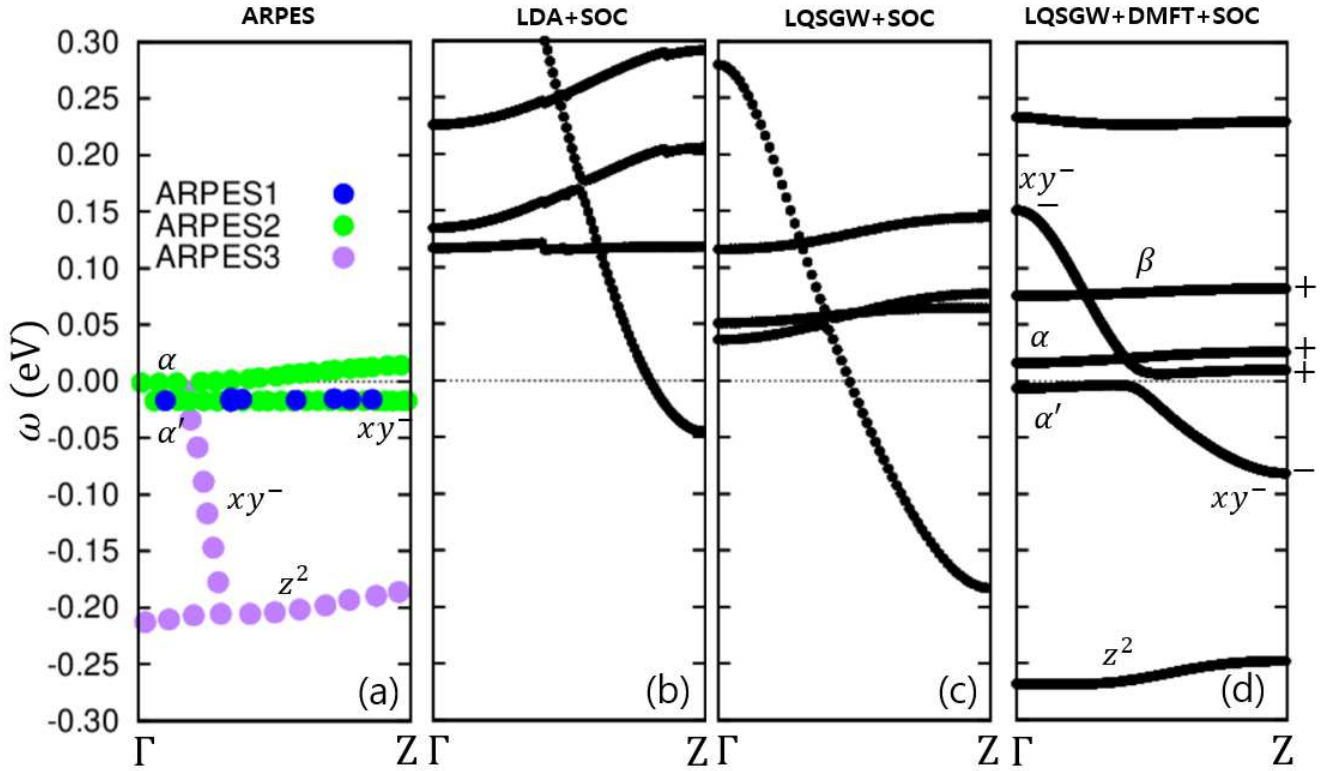 ARPES LDA+SOC LQSGW+SOC LQSGW+DMFT+SOC
0.30
0.25
0.20
0.15
0.10
0.05
0.00
-0.05
-0.10
-0.15
-0.20
-0.25
-0.30
ω (eV)
ARPES1
ARPES2
ARPES3
α
α′
xy⁻
xy⁻
z²
(a)
(b)
(c)
xy⁻
−
β
+
α
+
+
α′
−
xy⁻
z²
(d)
Γ Z Γ Z Γ Z Γ Z